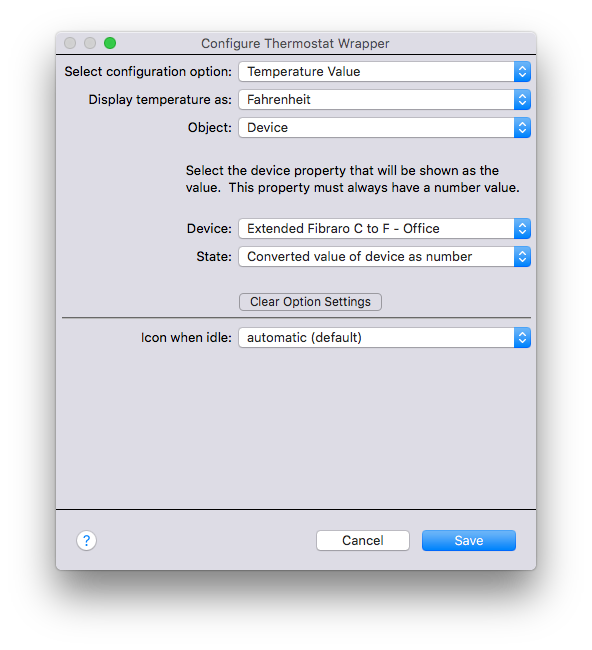 Configure Thermostat Wrapper
Select configuration option: Temperature Value
Display temperature as: Fahrenheit
Object: Device
Select the device property that will be shown as the
value.  This property must always have a number value.
Device: Extended Fibraro C to F - Office
State: Converted value of device as number
Clear Option Settings
Icon when idle: automatic (default)
? Cancel Save